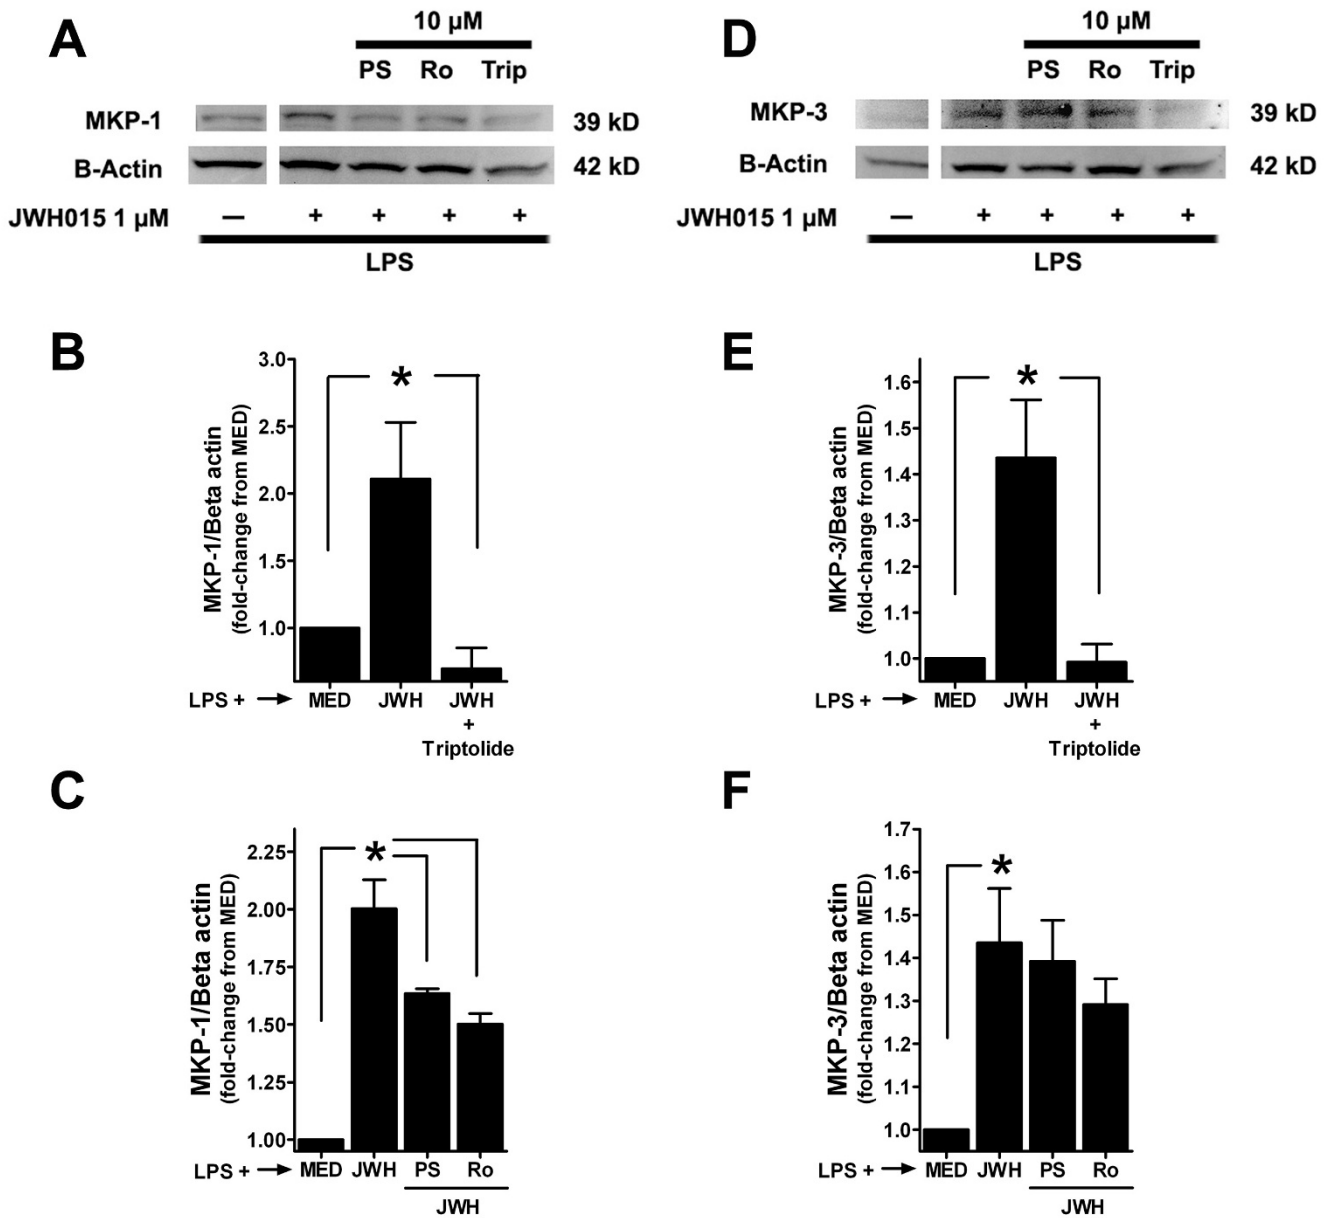 A
10 µM
PS Ro Trip
MKP-1 39 kD
B-Actin 42 kD
JWH015 1 µM — + + + +
LPS
D
10 µM
PS Ro Trip
MKP-3 39 kD
B-Actin 42 kD
JWH015 1 µM — + + + +
LPS
B
MKP-1/Beta actin
(fold-change from MED)
3.0
2.5
2.0
1.5
1.0
*
LPS + → MED JWH JWH
+
Triptolide
E
MKP-3/Beta actin
(fold-change from MED)
1.6
1.5
1.4
1.3
1.2
1.1
1.0
*
LPS + → MED JWH JWH
+
Triptolide
C
MKP-1/Beta actin
(fold-change from MED)
2.25
2.00
1.75
1.50
1.25
1.00
*
LPS + → MED JWH PS Ro
JWH
F
MKP-3/Beta actin
(fold-change from MED)
1.7
1.6
1.5
1.4
1.3
1.2
1.1
1.0
*
LPS + → MED JWH PS Ro
JWH